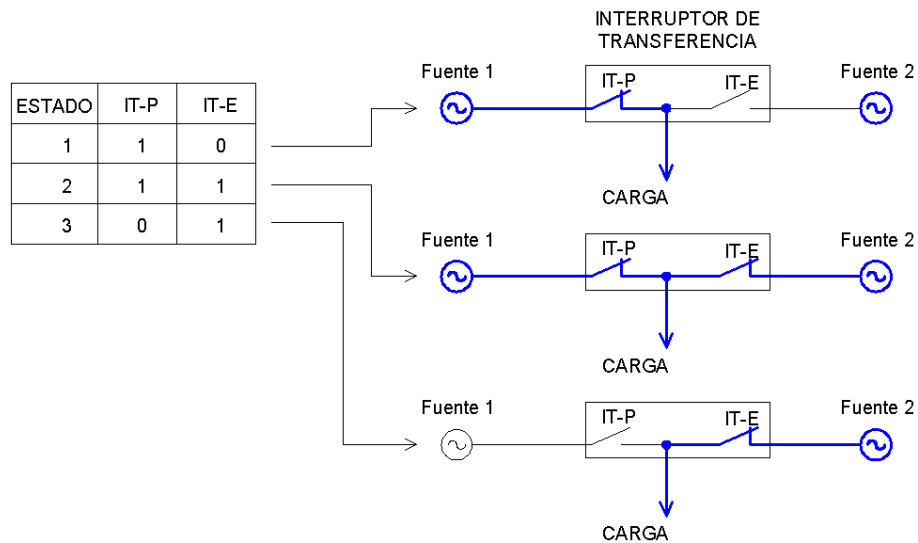 INTERRUPTOR DE
TRANSFERENCIA
ESTADO IT-P IT-E
1 1 0
2 1 1
3 0 1
Fuente 1 IT-P IT-E Fuente 2
CARGA
Fuente 1 IT-P IT-E Fuente 2
CARGA
Fuente 1 IT-P IT-E Fuente 2
CARGA